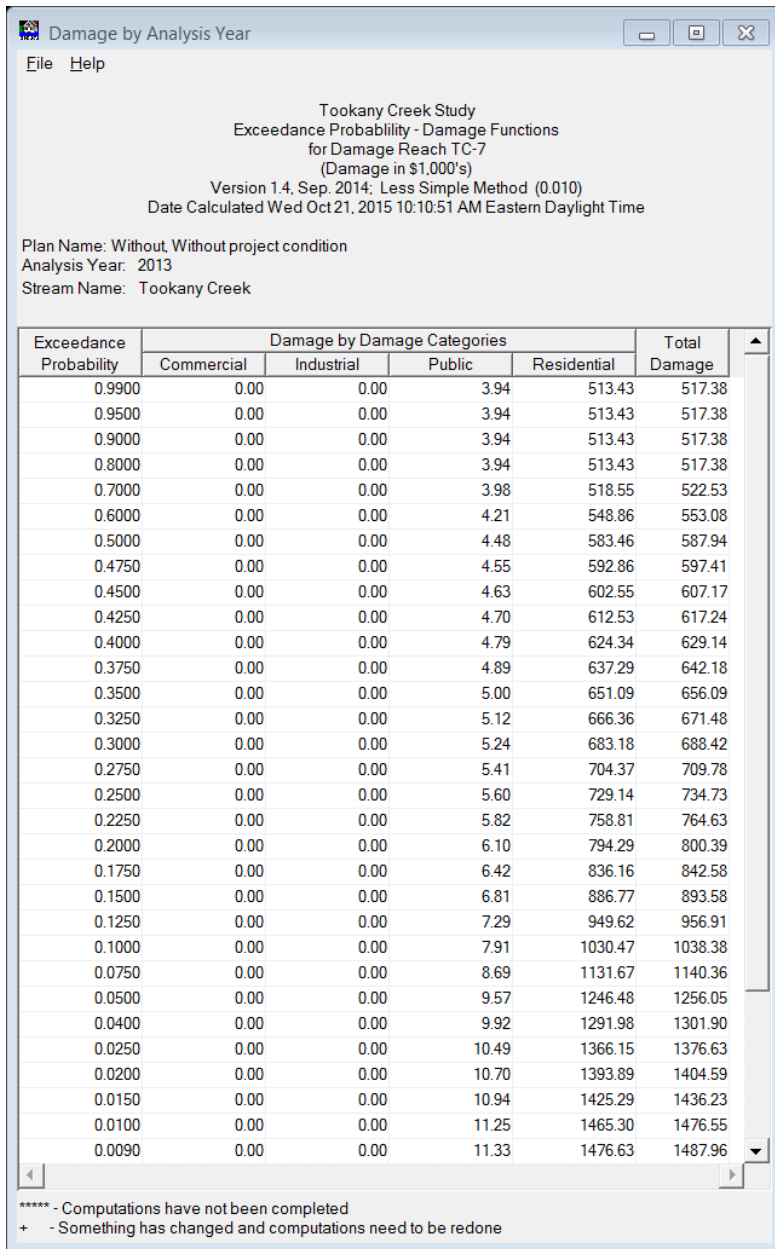 Damage by Analysis Year
File Help
Tookany Creek Study
Exceedance Probablility - Damage Functions
for Damage Reach TC-7
(Damage in $1,000's)
Version 1.4, Sep. 2014; Less Simple Method (0.010)
Date Calculated Wed Oct 21, 2015 10:10:51 AM Eastern Daylight Time
Plan Name: Without, Without project condition
Analysis Year: 2013
Stream Name: Tookany Creek
Exceedance Damage by Damage Categories Total
Probability Commercial Industrial Public Residential Damage
0.9900 0.00 0.00 3.94 513.43 517.38
0.9500 0.00 0.00 3.94 513.43 517.38
0.9000 0.00 0.00 3.94 513.43 517.38
0.8000 0.00 0.00 3.94 513.43 517.38
0.7000 0.00 0.00 3.98 518.55 522.53
0.6000 0.00 0.00 4.21 548.86 553.08
0.5000 0.00 0.00 4.48 583.46 587.94
0.4750 0.00 0.00 4.55 592.86 597.41
0.4500 0.00 0.00 4.63 602.55 607.17
0.4250 0.00 0.00 4.70 612.53 617.24
0.4000 0.00 0.00 4.79 624.34 629.14
0.3750 0.00 0.00 4.89 637.29 642.18
0.3500 0.00 0.00 5.00 651.09 656.09
0.3250 0.00 0.00 5.12 666.36 671.48
0.3000 0.00 0.00 5.24 683.18 688.42
0.2750 0.00 0.00 5.41 704.37 709.78
0.2500 0.00 0.00 5.60 729.14 734.73
0.2250 0.00 0.00 5.82 758.81 764.63
0.2000 0.00 0.00 6.10 794.29 800.39
0.1750 0.00 0.00 6.42 836.16 842.58
0.1500 0.00 0.00 6.81 886.77 893.58
0.1250 0.00 0.00 7.29 949.62 956.91
0.1000 0.00 0.00 7.91 1030.47 1038.38
0.0750 0.00 0.00 8.69 1131.67 1140.36
0.0500 0.00 0.00 9.57 1246.48 1256.05
0.0400 0.00 0.00 9.92 1291.98 1301.90
0.0250 0.00 0.00 10.49 1366.15 1376.63
0.0200 0.00 0.00 10.70 1393.89 1404.59
0.0150 0.00 0.00 10.94 1425.29 1436.23
0.0100 0.00 0.00 11.25 1465.30 1476.55
0.0090 0.00 0.00 11.33 1476.63 1487.96
***** - Computations have not been completed
+ - Something has changed and computations need to be redone